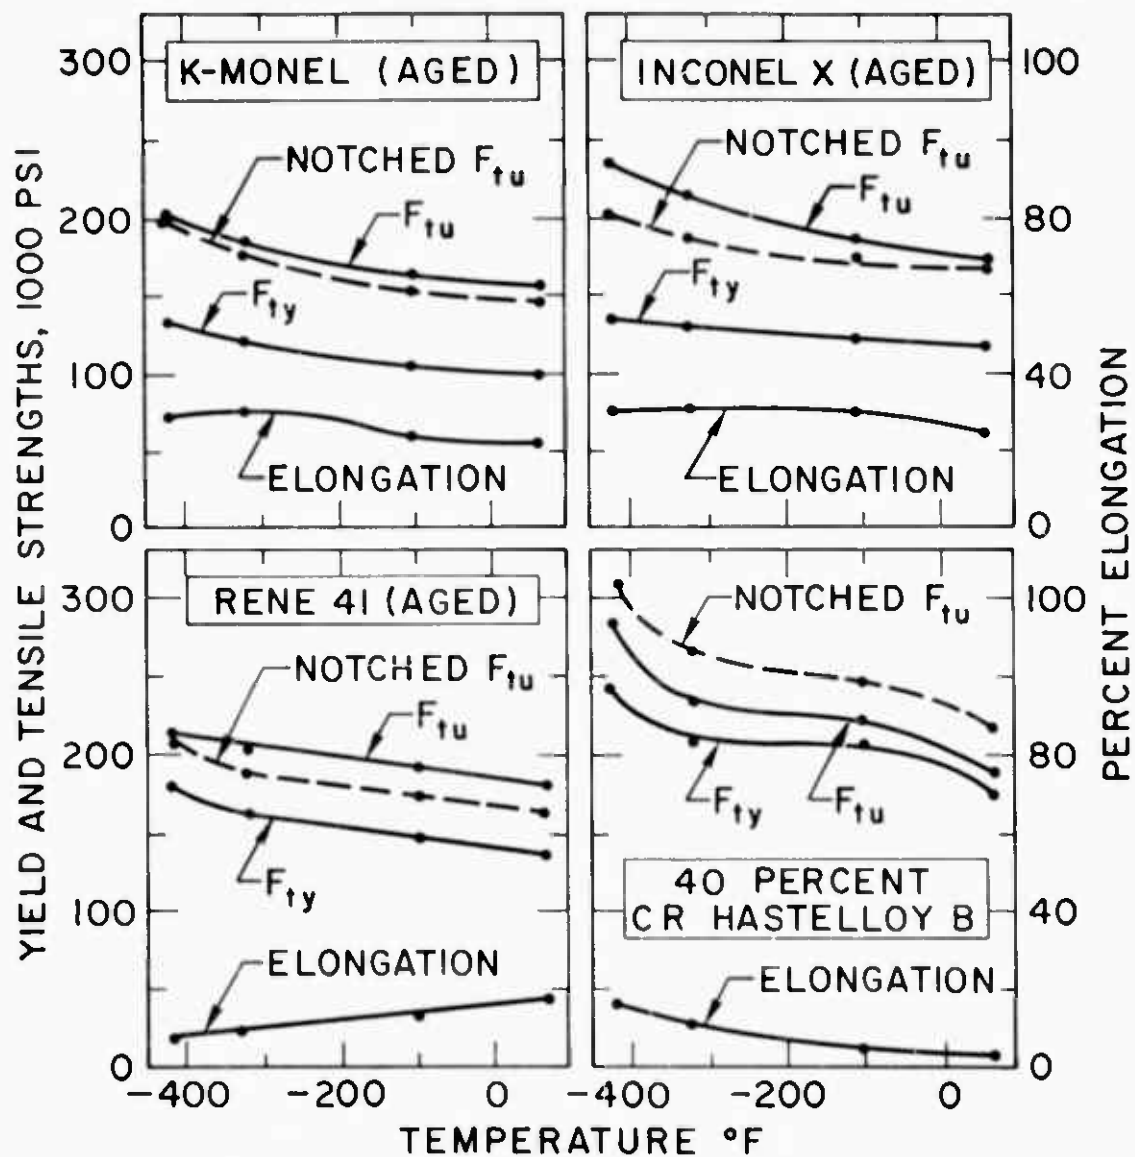 YIELD AND TENSILE STRENGTHS, 1000 PSI
PERCENT ELONGATION
300
200
100
0
K-MONEL (AGED)
NOTCHED Ftu
Ftu
Fty
ELONGATION
INCONEL X (AGED)
NOTCHED Ftu
Ftu
Fty
ELONGATION
100
80
40
0
300
200
100
0
RENE 41 (AGED)
NOTCHED Ftu
Ftu
Fty
ELONGATION
NOTCHED Ftu
Fty
Ftu
40 PERCENT
CR HASTELLOY B
ELONGATION
100
80
40
0
-400 -200 0 -400 -200 0
TEMPERATURE °F